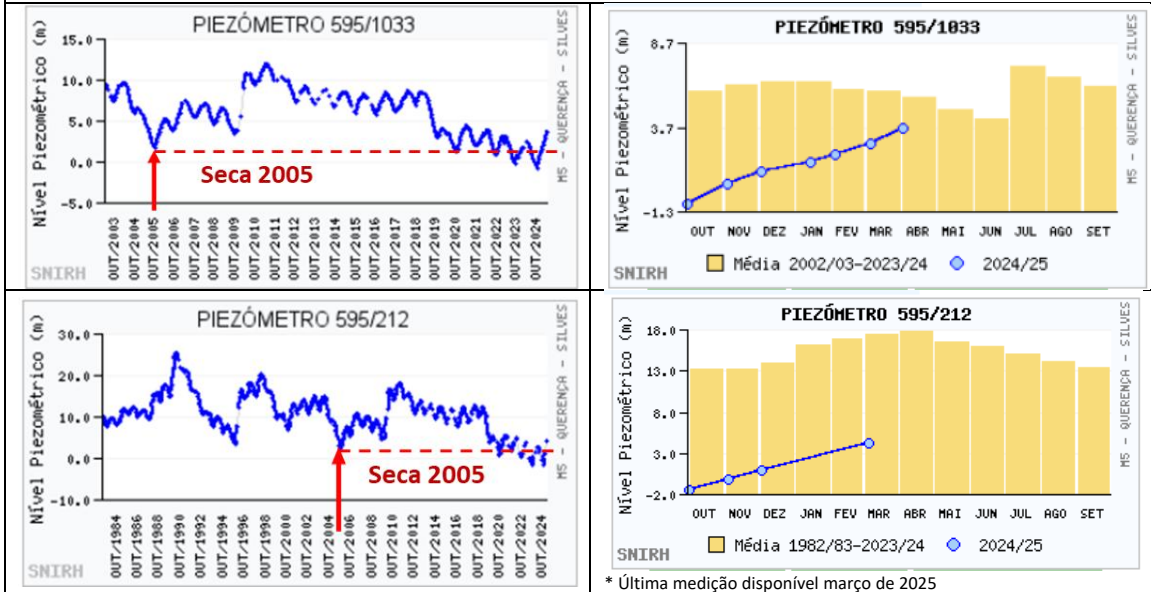 PIEZÓMETRO 595/1033
Nível Piezométrico (m)
15.0
10.0
5.0
0.0
-5.0
Seca 2005
OUT/2003
OUT/2004
OUT/2005
OUT/2006
OUT/2007
OUT/2008
OUT/2009
OUT/2010
OUT/2011
OUT/2012
OUT/2013
OUT/2014
OUT/2015
OUT/2016
OUT/2017
OUT/2018
OUT/2019
OUT/2020
OUT/2021
OUT/2022
OUT/2023
OUT/2024
M5 - QUERENÇA - SILVES
SNIRH
PIEZÓMETRO 595/1033
Nível Piezométrico (m)
8.7
3.7
-1.3
OUT NOV DEZ JAN FEV MAR ABR MAI JUN JUL AGO SET
Média 2002/03-2023/24 2024/25
M5 - QUERENÇA - SILVES
SNIRH
PIEZÓMETRO 595/212
Nível Piezométrico (m)
30.0
20.0
10.0
0.0
-10.0
Seca 2005
OUT/1984
OUT/1986
OUT/1988
OUT/1990
OUT/1992
OUT/1994
OUT/1996
OUT/1998
OUT/2000
OUT/2002
OUT/2004
OUT/2006
OUT/2008
OUT/2010
OUT/2012
OUT/2014
OUT/2016
OUT/2018
OUT/2020
OUT/2022
OUT/2024
M5 - QUERENÇA - SILVES
SNIRH
PIEZÓMETRO 595/212
Nível Piezométrico (m)
18.0
13.0
8.0
3.0
-2.0
OUT NOV DEZ JAN FEV MAR ABR MAI JUN JUL AGO SET
Média 1982/83-2023/24 2024/25
M5 - QUERENÇA - SILVES
SNIRH
* Última medição disponível março de 2025